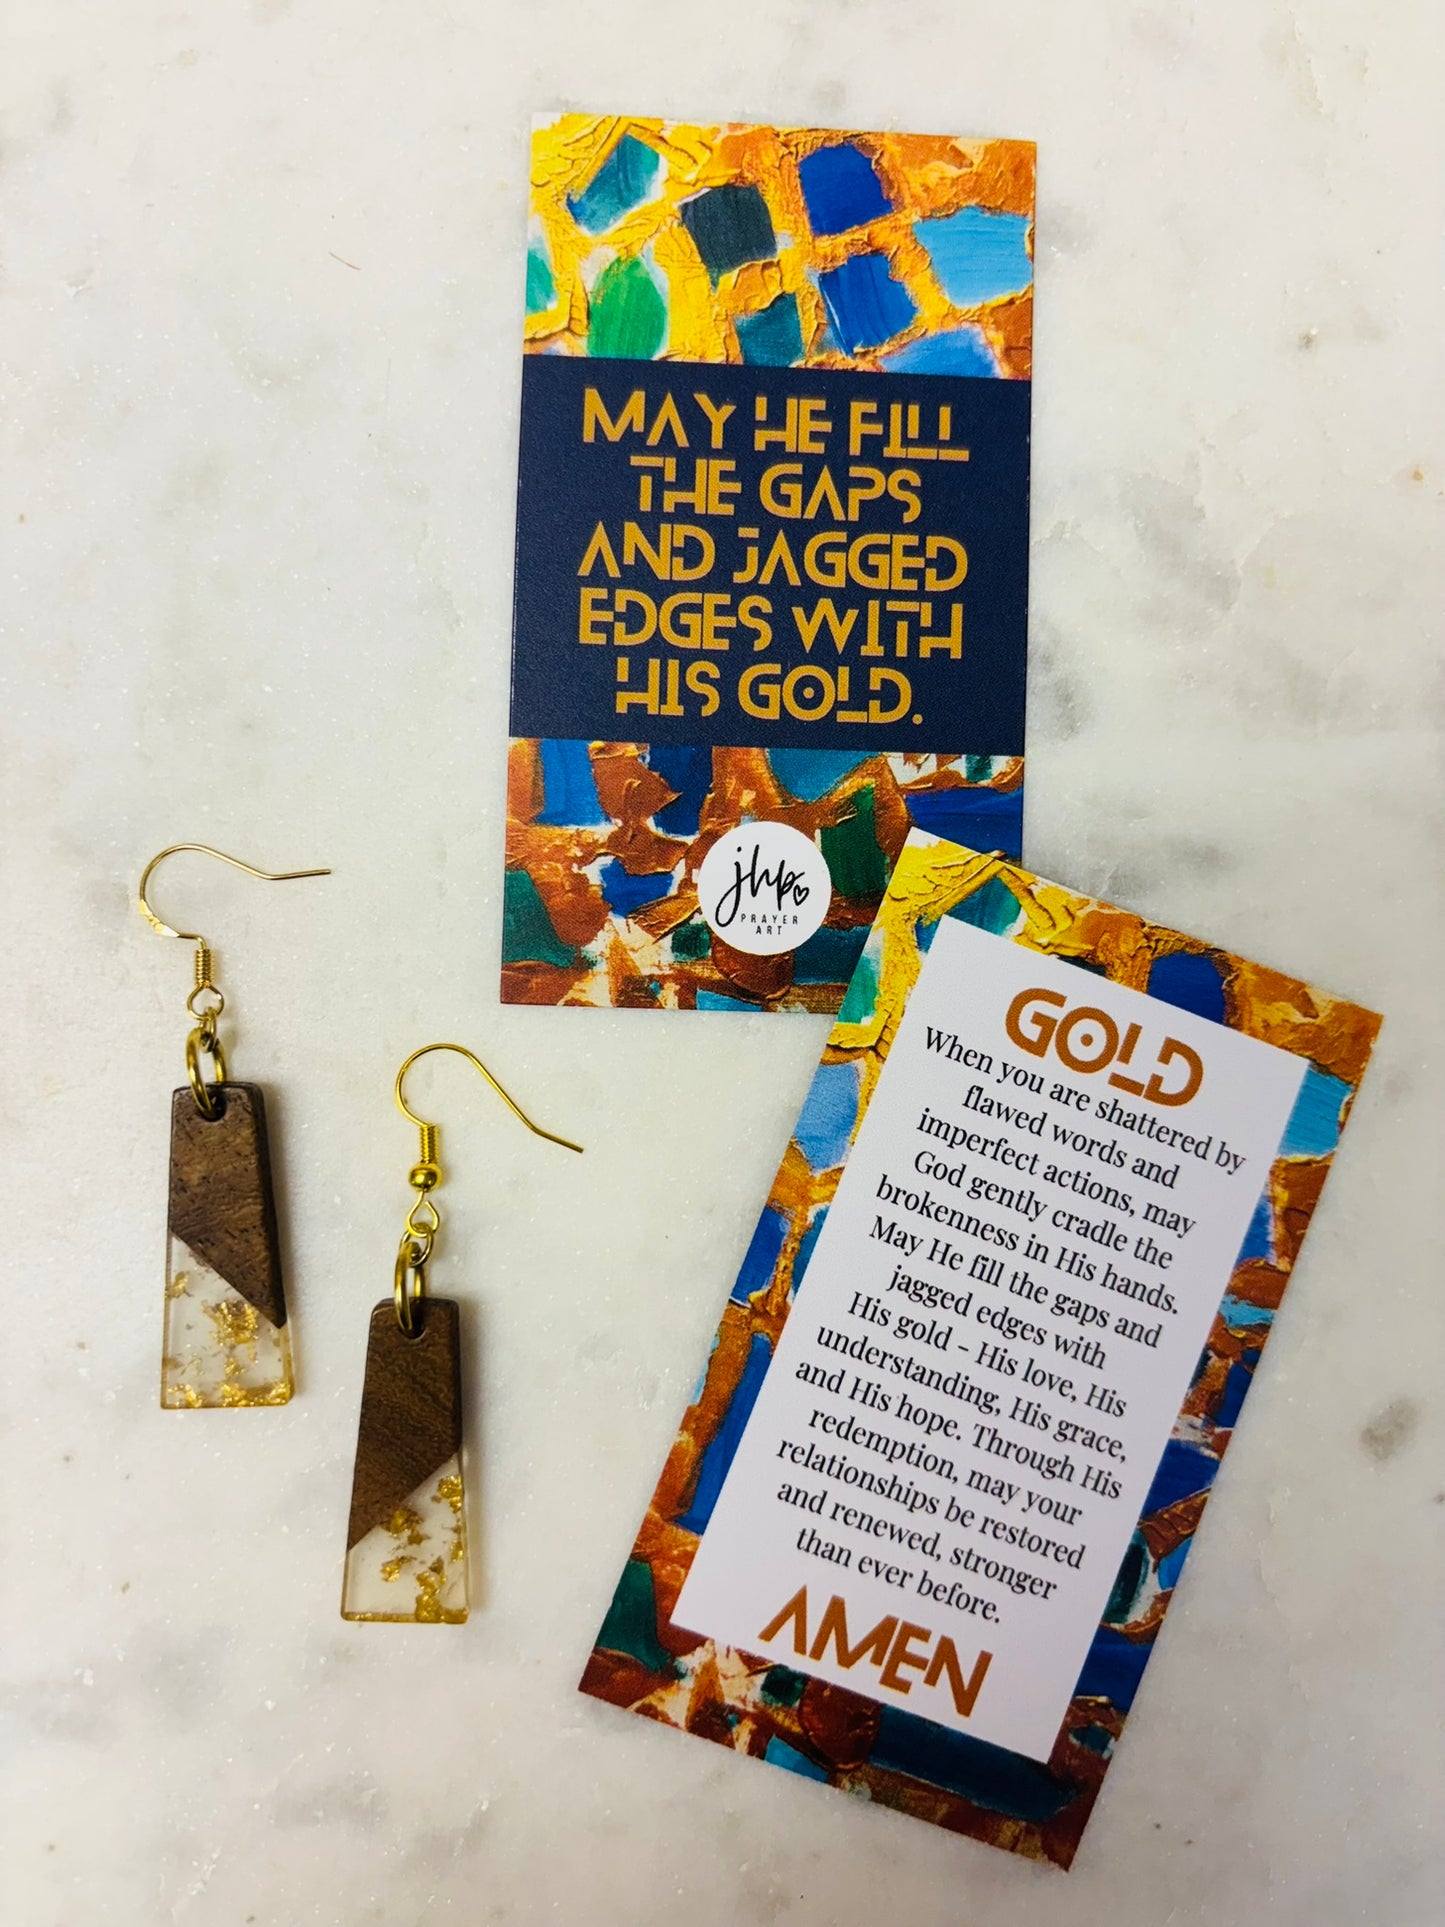 MAY HE FILL
THE GAPS
AND JAGGED
EDGES WITH
HIS GOLD.
jhp
PRAYER
ART
GOLD
When you are shattered by
flawed words and
imperfect actions, may
God gently cradle the
brokenness in His hands.
May He fill the gaps and
jagged edges with
His gold - His love, His
understanding, His grace,
and His hope. Through His
redemption, may your
relationships be restored
and renewed, stronger
than ever before.
AMEN